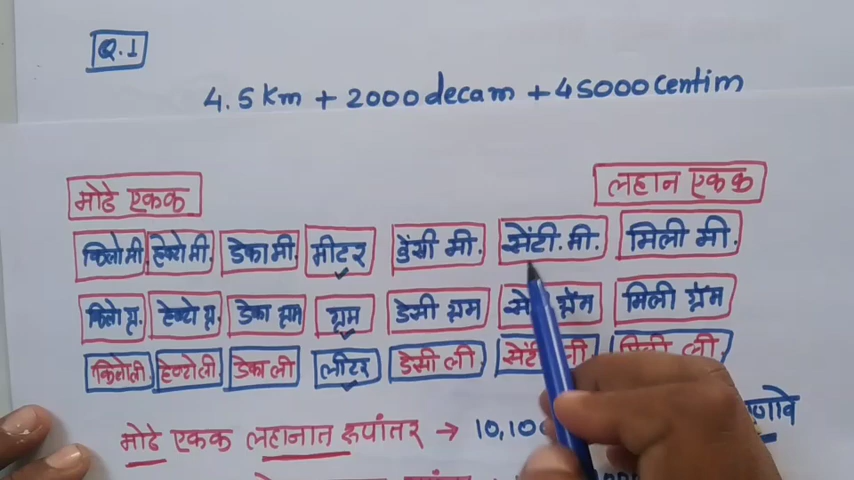 Q.1
4.5 Km + 2000 decam + 45000 Centim
मोठे एकक लहान एकक
किलो मी. हेक्टो मी. डेका मी. मीटर डेसी मी. सेंटी. मी. मिली मी.
किलो ग्र. हेक्टो ग्र. डेका ग्रम ग्रम डेसी ग्रम ग्रॅम मिली ग्रॅम
किलोली. हेक्टोली. डेका ली लीटर डेसी ली. ली.
मोठे एकक लहानात रूपांतर → 10,100